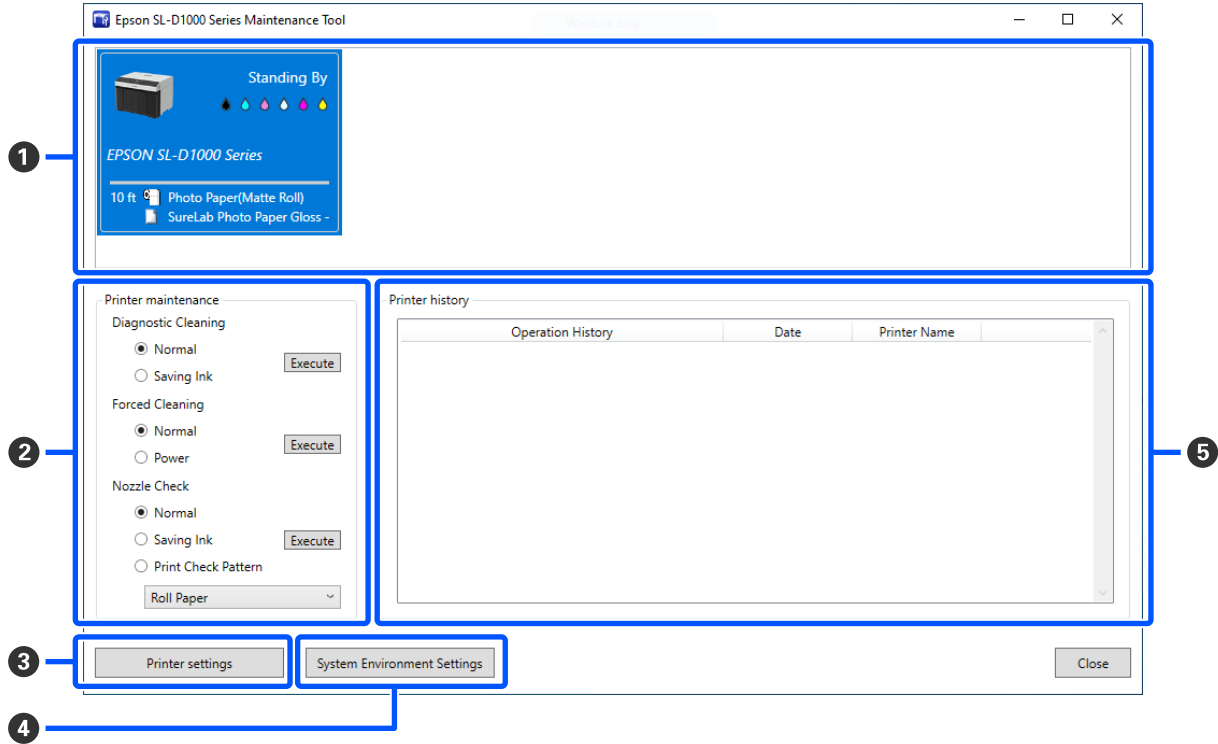 Epson SL-D1000 Series Maintenance Tool
Window Snip
1
Standing By
EPSON SL-D1000 Series
10 ft Photo Paper(Matte Roll)
SureLab Photo Paper Gloss -
Printer maintenance
Diagnostic Cleaning
Normal
Saving Ink
Execute
Forced Cleaning
Normal
Power
Execute
Nozzle Check
Normal
Saving Ink
Execute
Print Check Pattern
Roll Paper
2
Printer history
Operation History Date Printer Name
5
3
Printer settings
System Environment Settings
Close
4